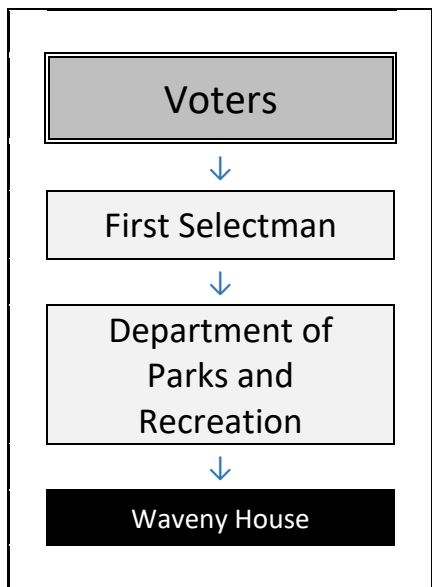 Voters
↓
First Selectman
↓
Department of
Parks and
Recreation
↓
Waveny House